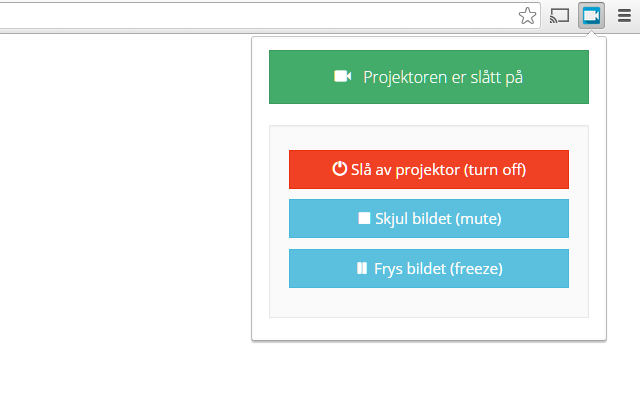 Projektoren er slått på
Slå av projektor (turn off)
Skjul bildet (mute)
Frys bildet (freeze)